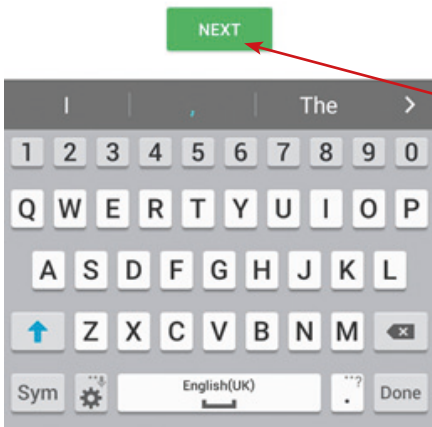 NEXT
I , The >
1 2 3 4 5 6 7 8 9 0
Q W E R T Y U I O P
A S D F G H J K L
Z X C V B N M
Sym English(UK) . ? Done